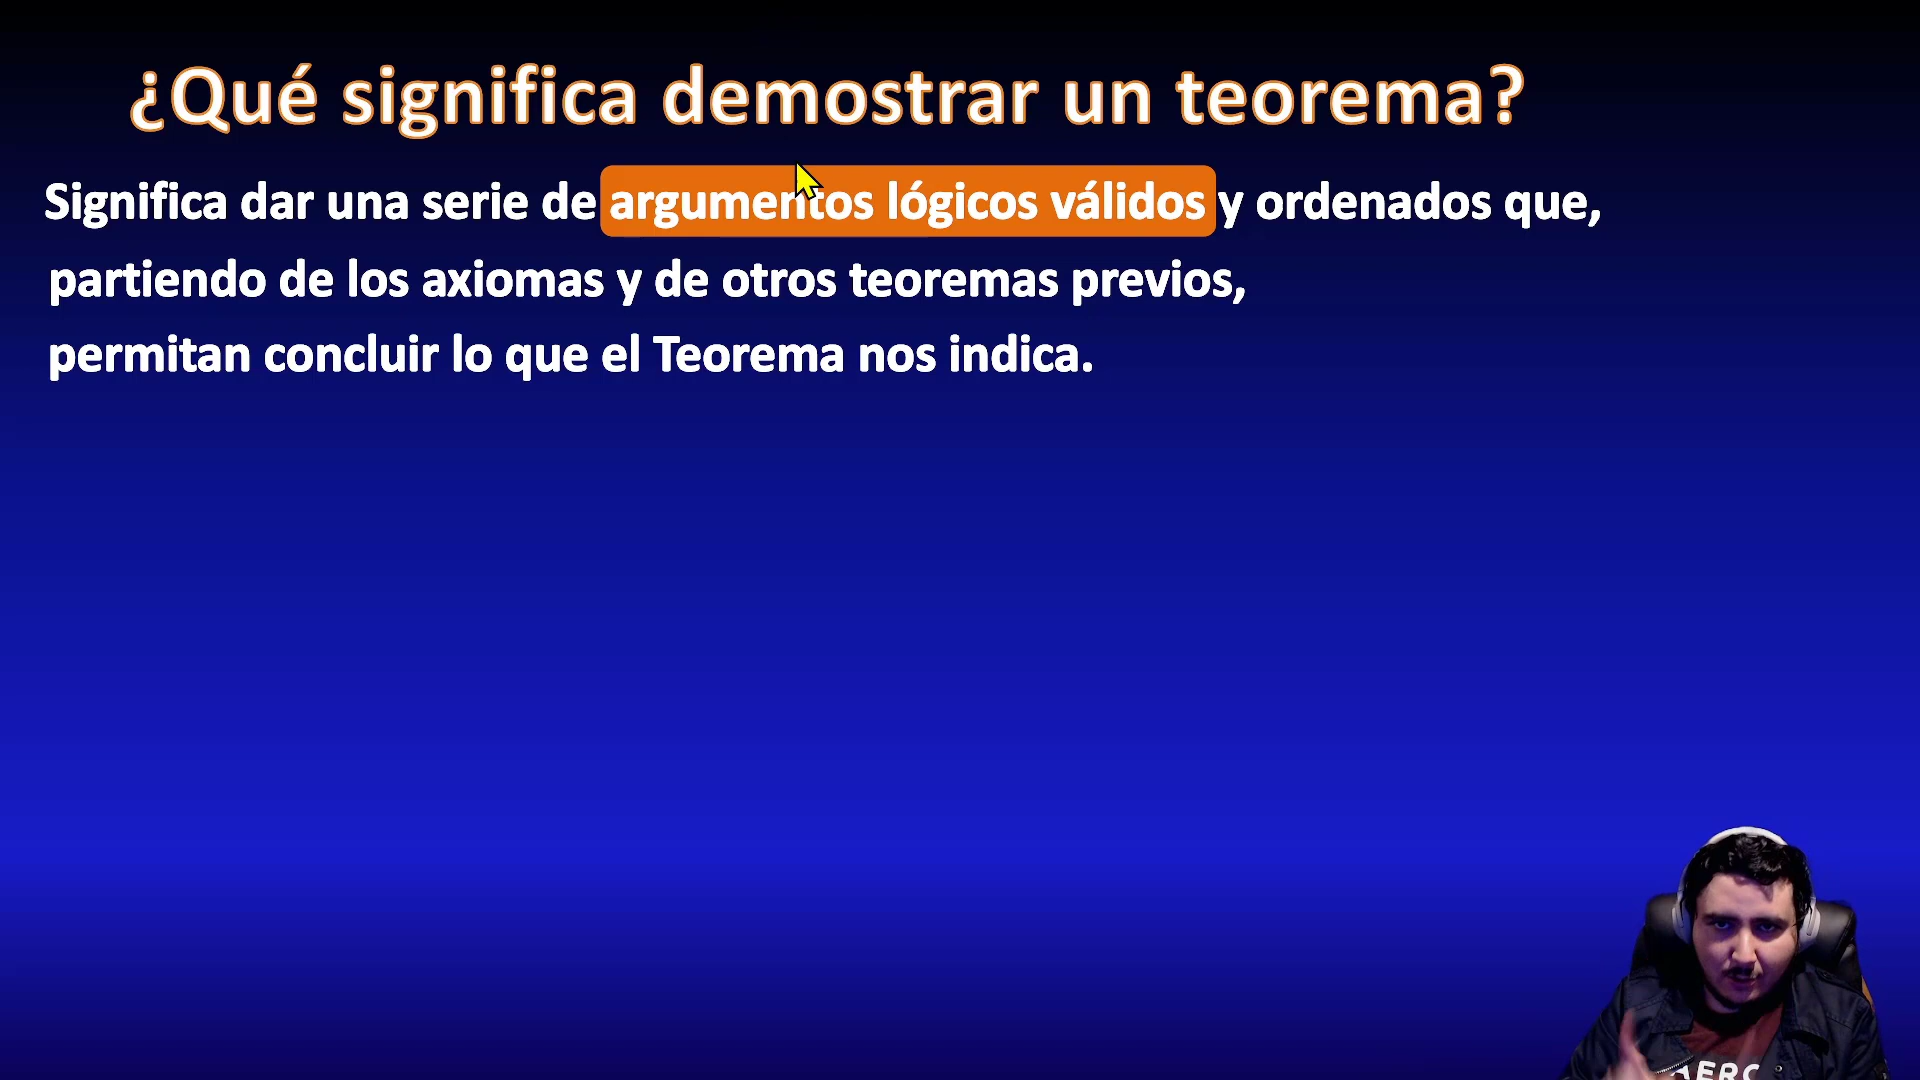 ¿Qué significa demostrar un teorema?
Significa dar una serie de argumentos lógicos válidos y ordenados que,
partiendo de los axiomas y de otros teoremas previos,
permitan concluir lo que el Teorema nos indica.
AERO